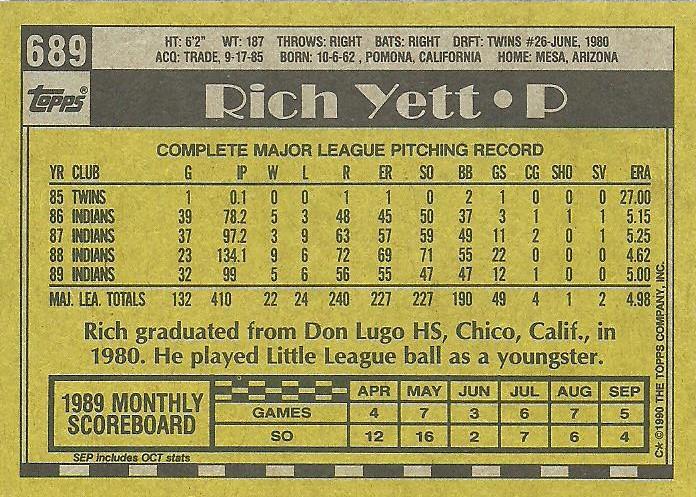 689
HT: 6'2" WT: 187 THROWS: RIGHT BATS: RIGHT DRFT: TWINS #26-JUNE, 1980
ACQ: TRADE, 9-17-85 BORN: 10-6-62 , POMONA, CALIFORNIA HOME: MESA, ARIZONA
topps®
Rich Yett • P
COMPLETE MAJOR LEAGUE PITCHING RECORD
YR CLUB G IP W L R ER SO BB GS CG SHO SV ERA
85 TWINS 1 0.1 0 0 1 1 0 2 1 0 0 0 27.00
86 INDIANS 39 78.2 5 3 48 45 50 37 3 1 1 1 5.15
87 INDIANS 37 97.2 3 9 63 57 59 49 11 2 0 1 5.25
88 INDIANS 23 134.1 9 6 72 69 71 55 22 0 0 0 4.62
89 INDIANS 32 99 5 6 56 55 47 47 12 1 0 0 5.00
MAJ. LEA. TOTALS 132 410 22 24 240 227 227 190 49 4 1 2 4.98
Rich graduated from Don Lugo HS, Chico, Calif., in
1980. He played Little League ball as a youngster.
1989 MONTHLY
SCOREBOARD
APR MAY JUN JUL AUG SEP
GAMES 4 7 3 6 7 5
SO 12 16 2 7 6 4
SEP includes OCT stats
C* ©1990 THE TOPPS COMPANY, INC.